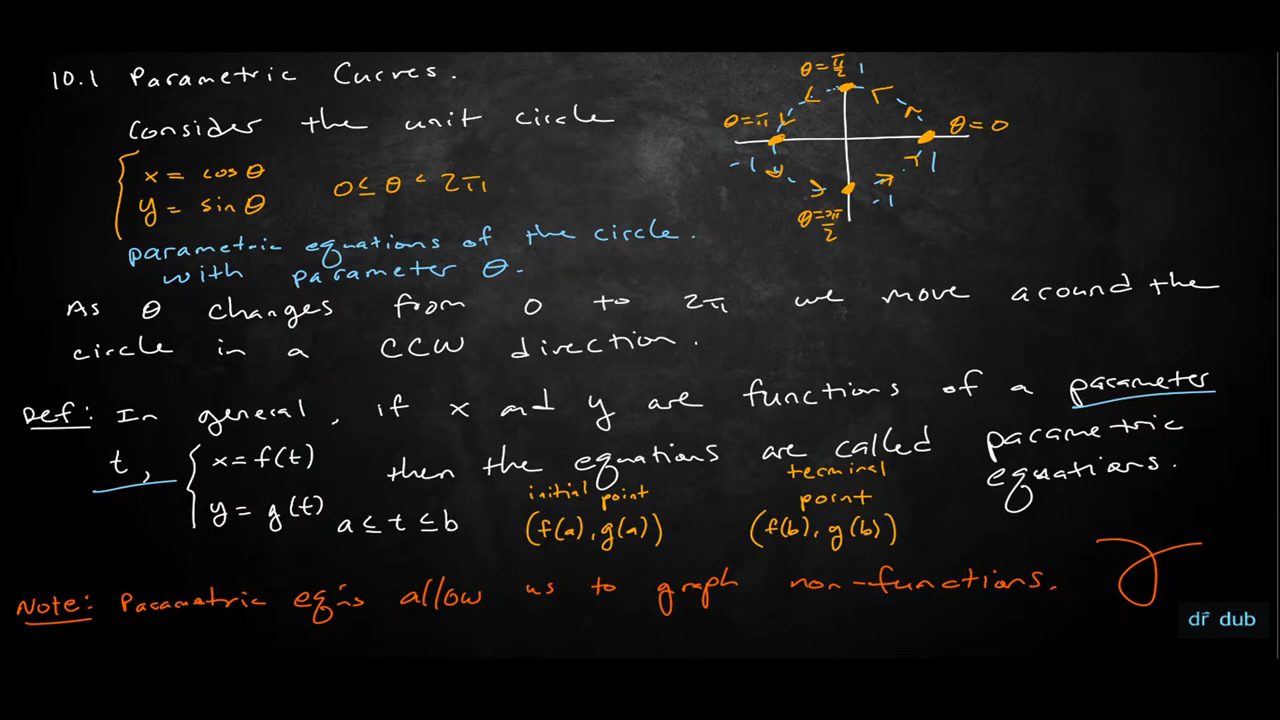 10.1 Parametric Curves.
Consider the unit circle
x = cos θ
y = sin θ
0 ≤ θ < 2π
parametric equations of the circle.
with parameter θ.
θ = π/2
1
θ = π
θ = 0
-1
1
-1
θ = 3π/2
As θ changes from 0 to 2π we move around the
circle in a CCW direction.
Def: In general, if x and y are functions of a parameter
t, x = f(t) then the equations are called parametric
equations.
y = g(t) a ≤ t ≤ b
initial point
(f(a), g(a))
terminal
point
(f(b), g(b))
Note: Parametric eq'ns allow us to graph non-functions.
dr dub